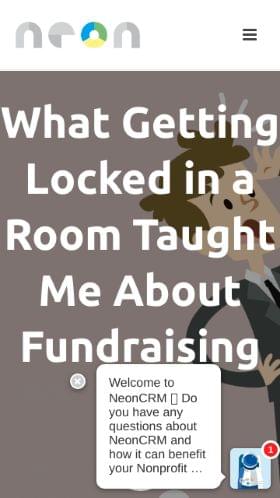 neon
What Getting
Locked in a
Room Taught
Me About
Fundraising
Welcome to
NeonCRM ▯ Do
you have any
questions about
NeonCRM and
how it can benefit
your Nonprofit ...
1